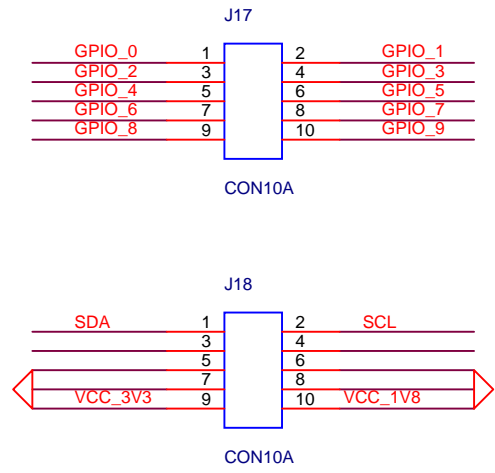 J17
GPIO_0 1 2 GPIO_1
GPIO_2 3 4 GPIO_3
GPIO_4 5 6 GPIO_5
GPIO_6 7 8 GPIO_7
GPIO_8 9 10 GPIO_9
CON10A
J18
SDA 1 2 SCL
3 4
5 6
7 8
VCC_3V3 9 10 VCC_1V8
CON10A